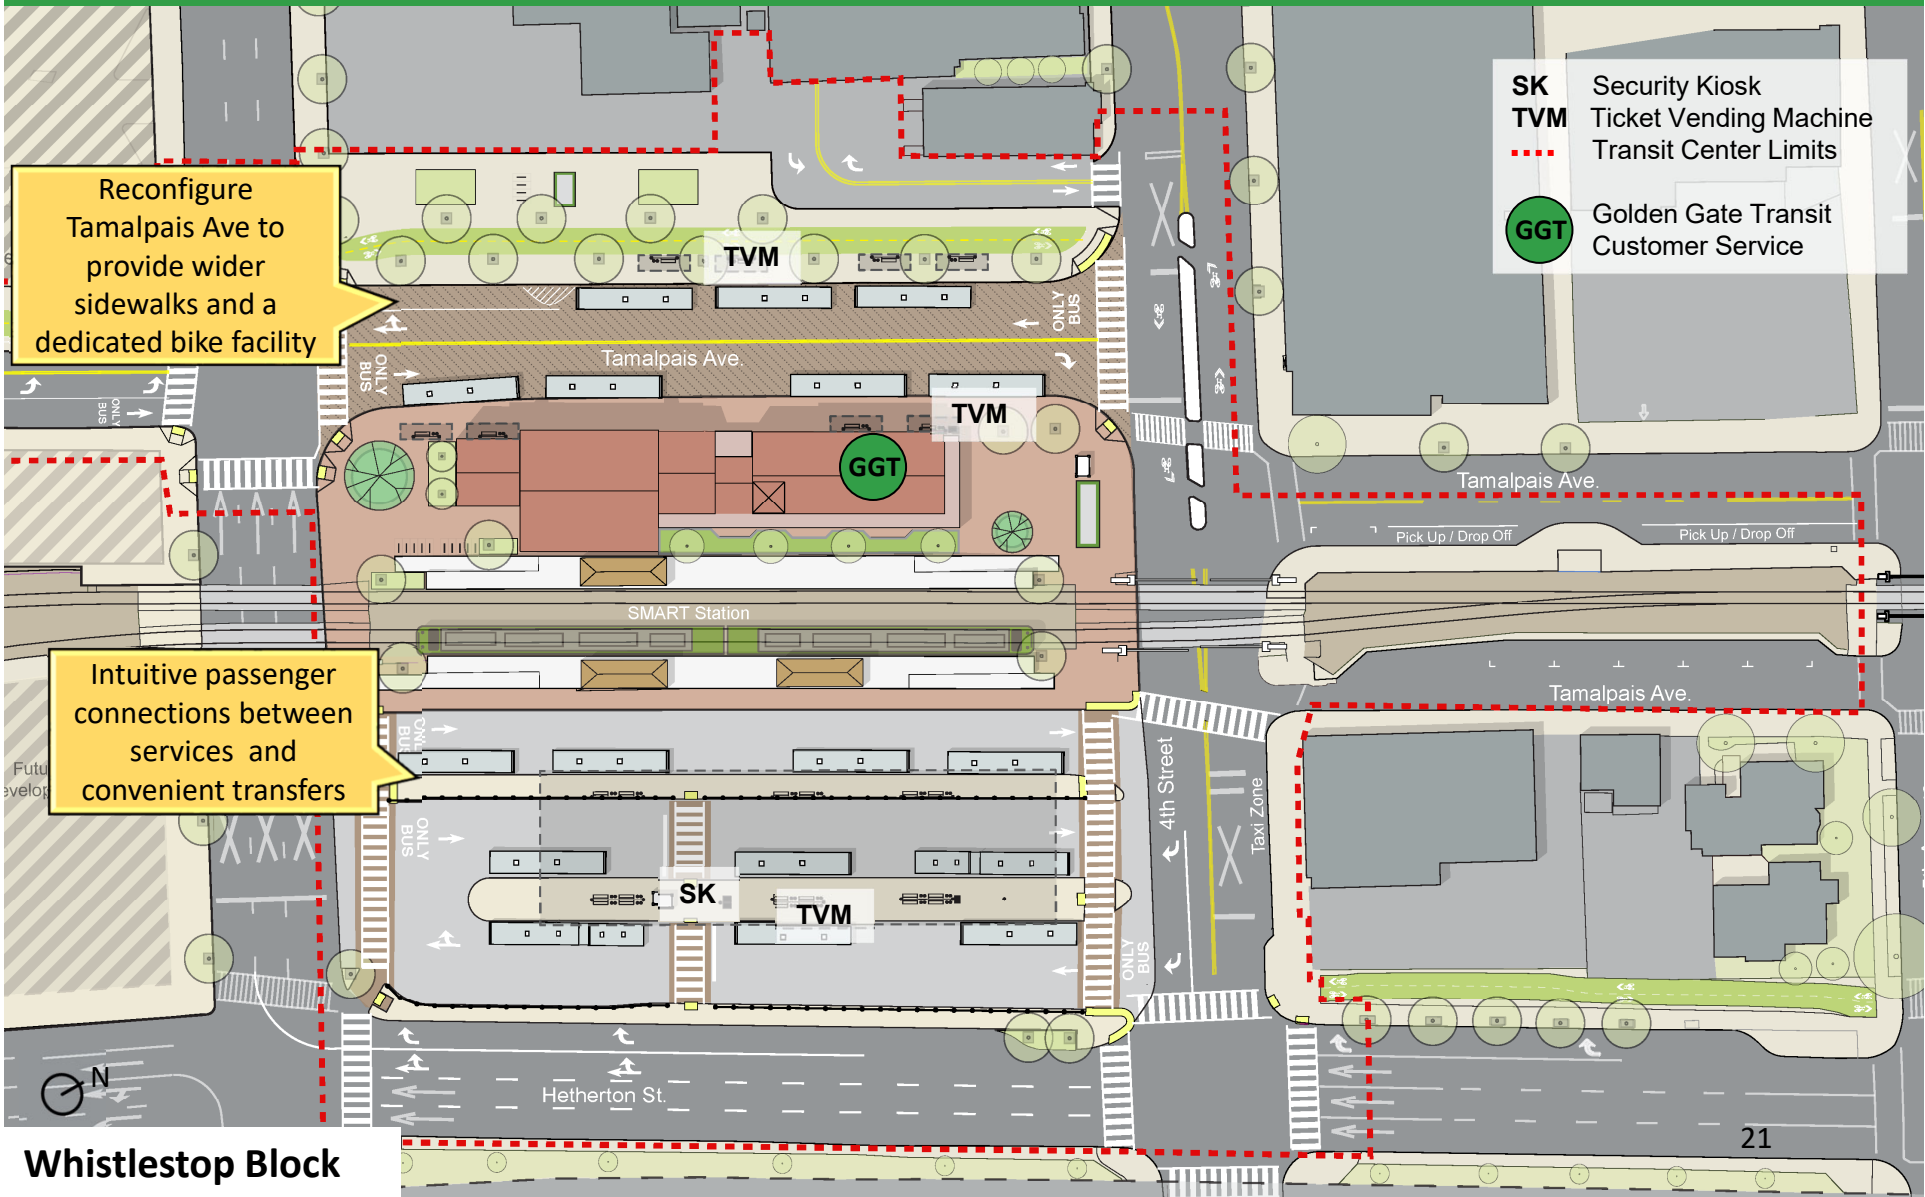 SK Security Kiosk
TVM Ticket Vending Machine
Transit Center Limits
GGT Golden Gate Transit
Customer Service
Reconfigure
Tamalpais Ave to
provide wider
sidewalks and a
dedicated bike facility
TVM
ONLY
BUS
Tamalpais Ave.
ONLY
BUS
ONLY
BUS
TVM
GGT
Tamalpais Ave.
Pick Up / Drop Off
Pick Up / Drop Off
SMART Station
Intuitive passenger
connections between
services and
convenient transfers
Tamalpais Ave.
ONLY
BUS
4th Street
Taxi Zone
SK
TVM
ONLY
BUS
N
Hetherton St.
21
Whistlestop Block